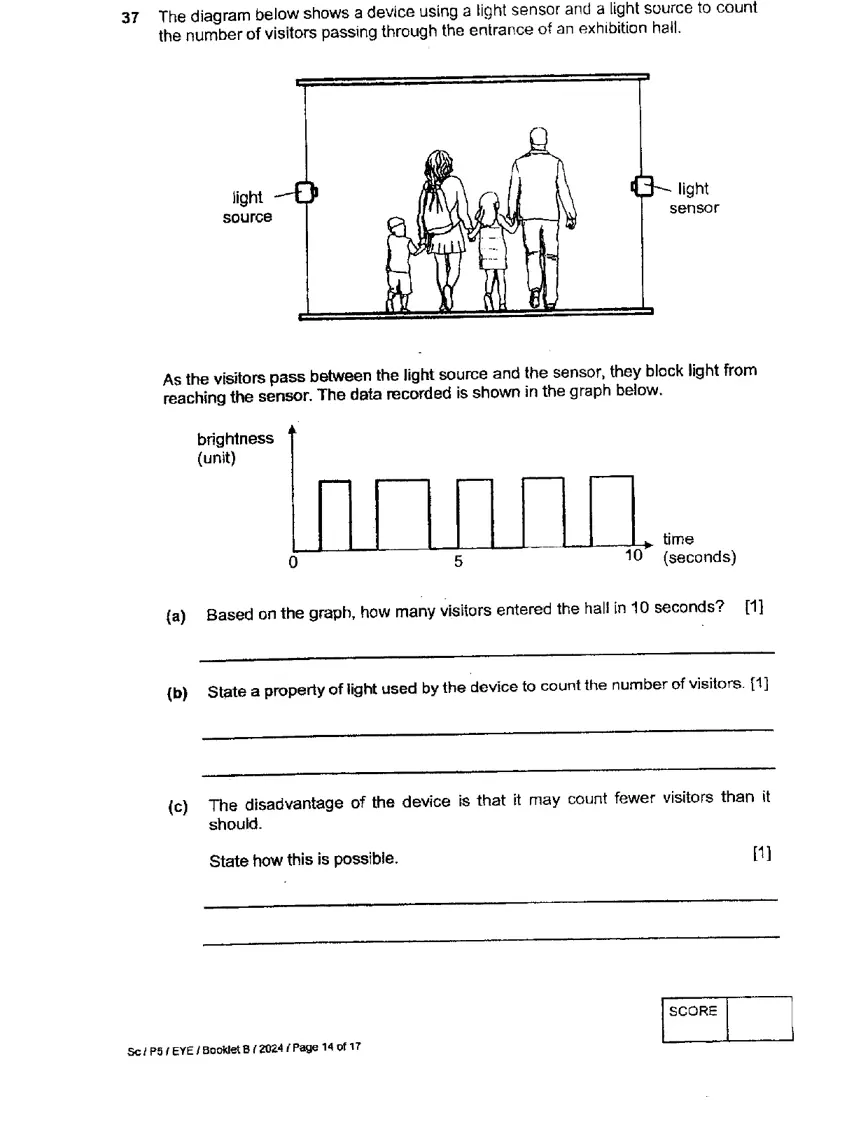 37 The diagram below shows a device using a light sensor and a light source to count
the number of visitors passing through the entrance of an exhibition hall.
light
source
light
sensor
As the visitors pass between the light source and the sensor, they block light from
reaching the sensor. The data recorded is shown in the graph below.
brightness
(unit)
0 5 10
time
(seconds)
(a) Based on the graph, how many visitors entered the hall in 10 seconds? [1]
(b) State a property of light used by the device to count the number of visitors. [1]
(c) The disadvantage of the device is that it may count fewer visitors than it
should.
State how this is possible. [1]
SCORE
Sc / P5 / EYE / Booklet B / 2024 / Page 14 of 17